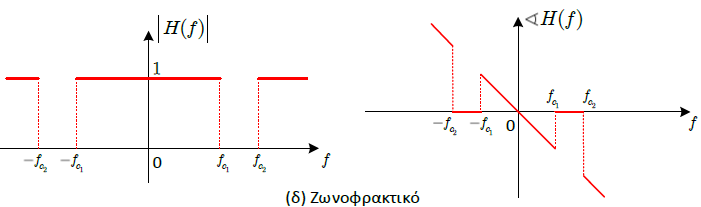 |H(f)|
∢ H(f)
1
f_{c_1} f_{c_2}
−f_{c_2} −f_{c_1} 0 f_{c_1} f_{c_2} f
−f_{c_2} −f_{c_1} 0 f
(δ) Ζωνοφρακτικό